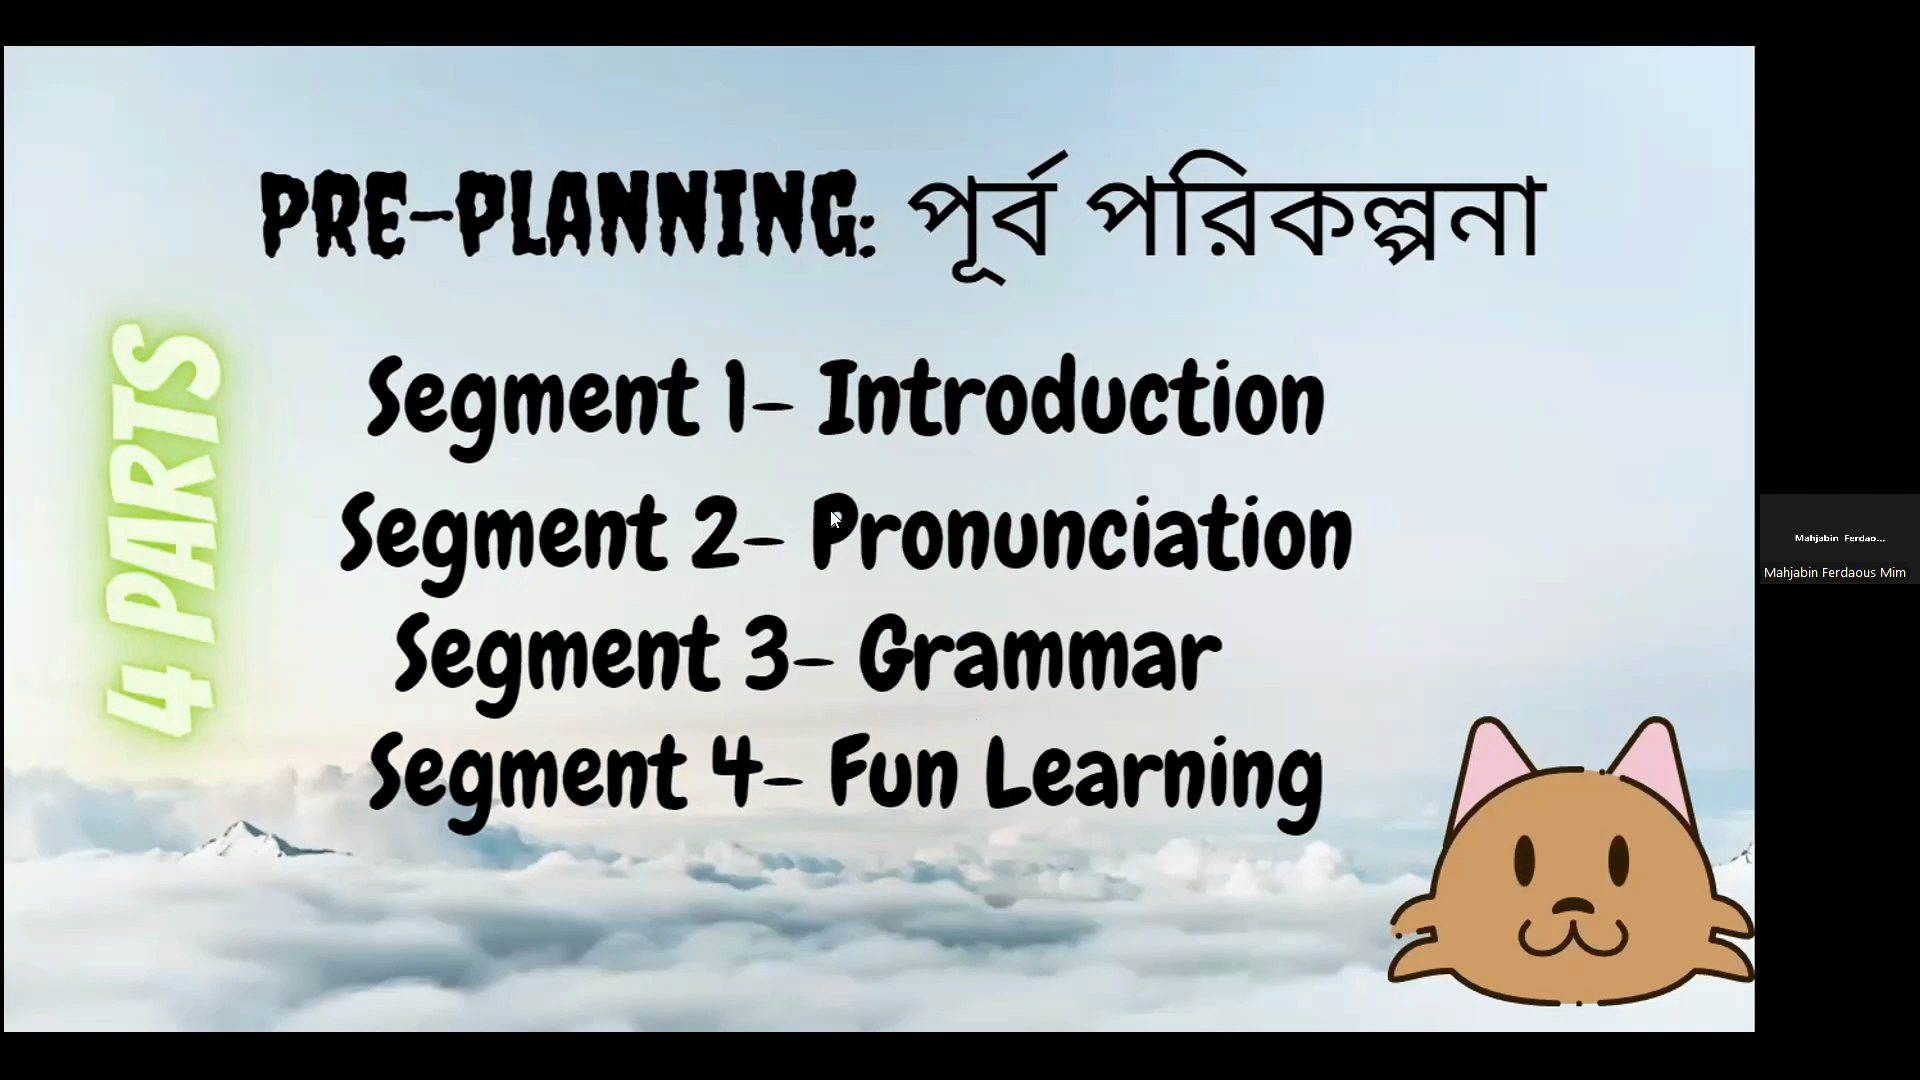 PRE-PLANNING: পূর্ব পরিকল্পনা
4 PARTS
Segment 1- Introduction
Segment 2- Pronunciation
Segment 3- Grammar
Segment 4- Fun Learning
Mahjabin Ferdao...
Mahjabin Ferdaous Mim